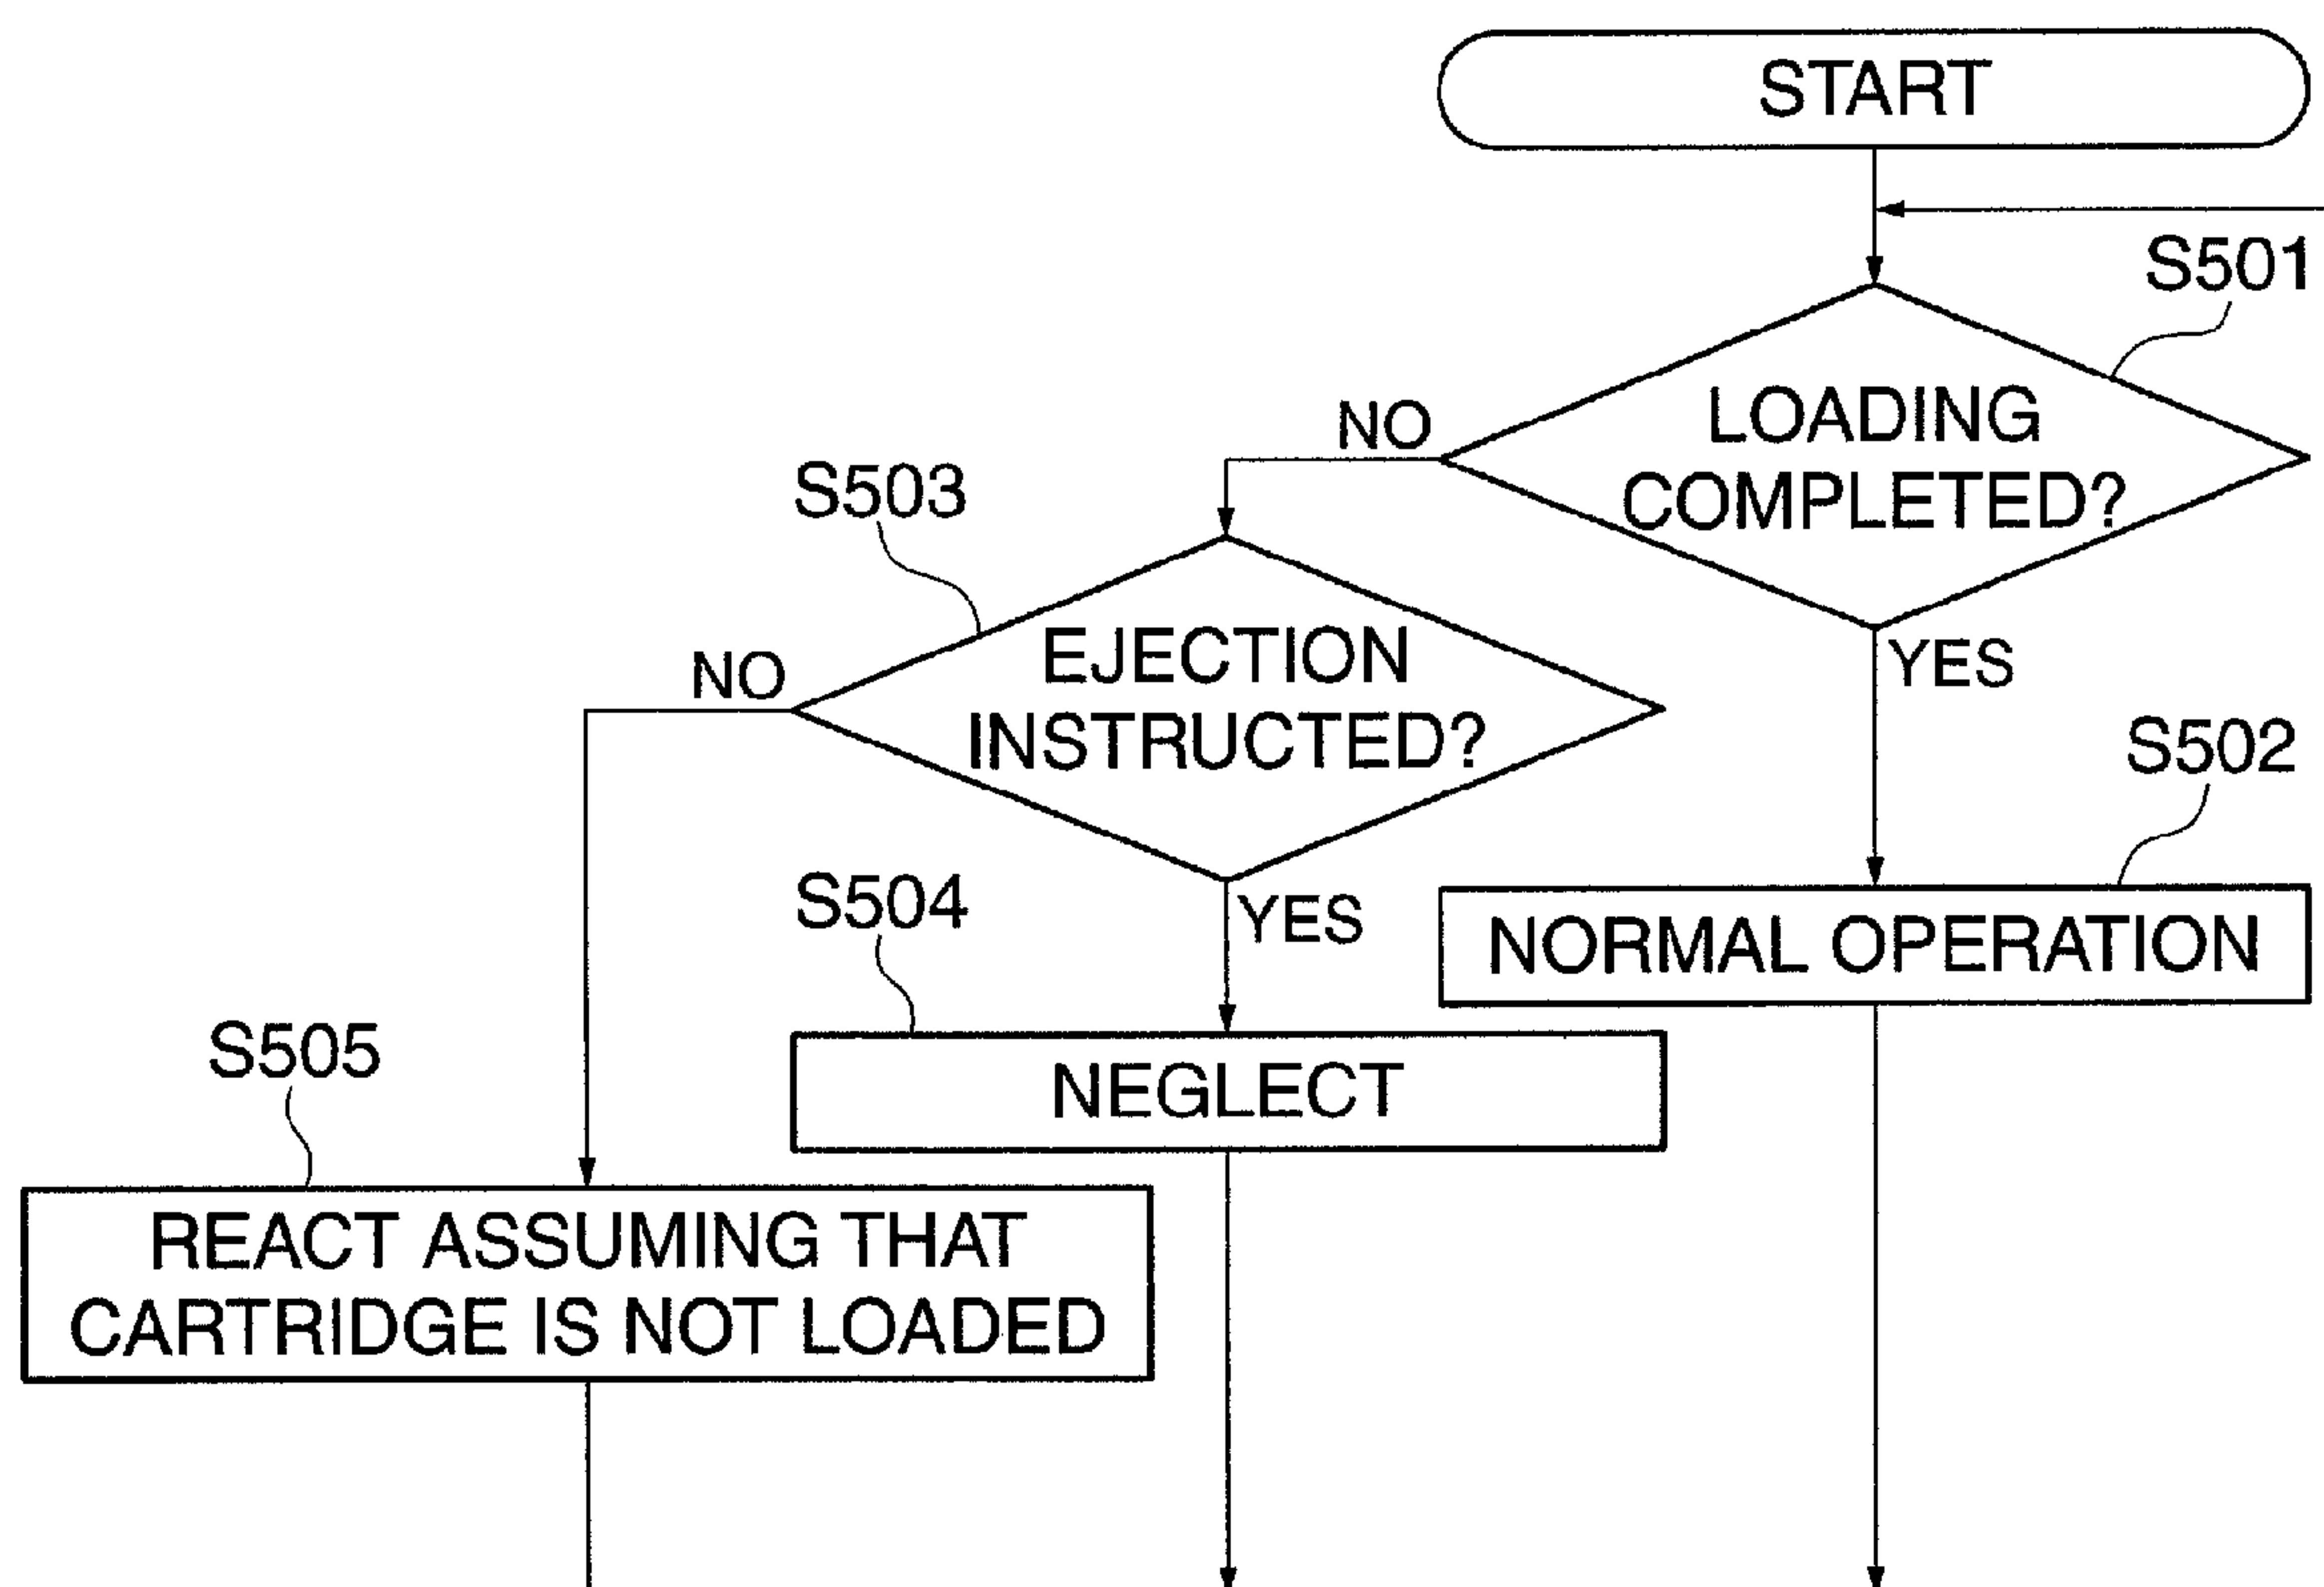 START
S501
LOADING
COMPLETED?
NO
YES
S503
EJECTION
INSTRUCTED?
NO
YES
S502
NORMAL OPERATION
S504
NEGLECT
S505
REACT ASSUMING THAT
CARTRIDGE IS NOT LOADED